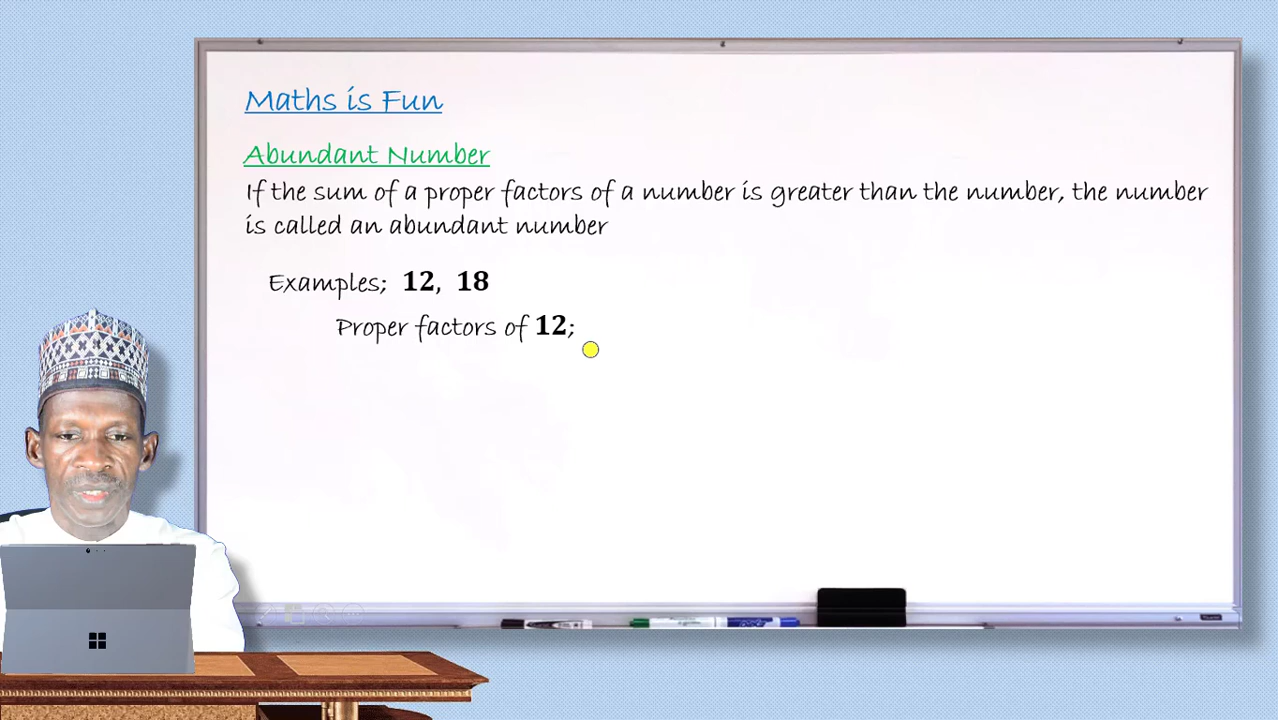 Maths is Fun
Abundant Number
If the sum of a proper factors of a number is greater than the number, the number
is called an abundant number
Examples; 12, 18
Proper factors of 12;